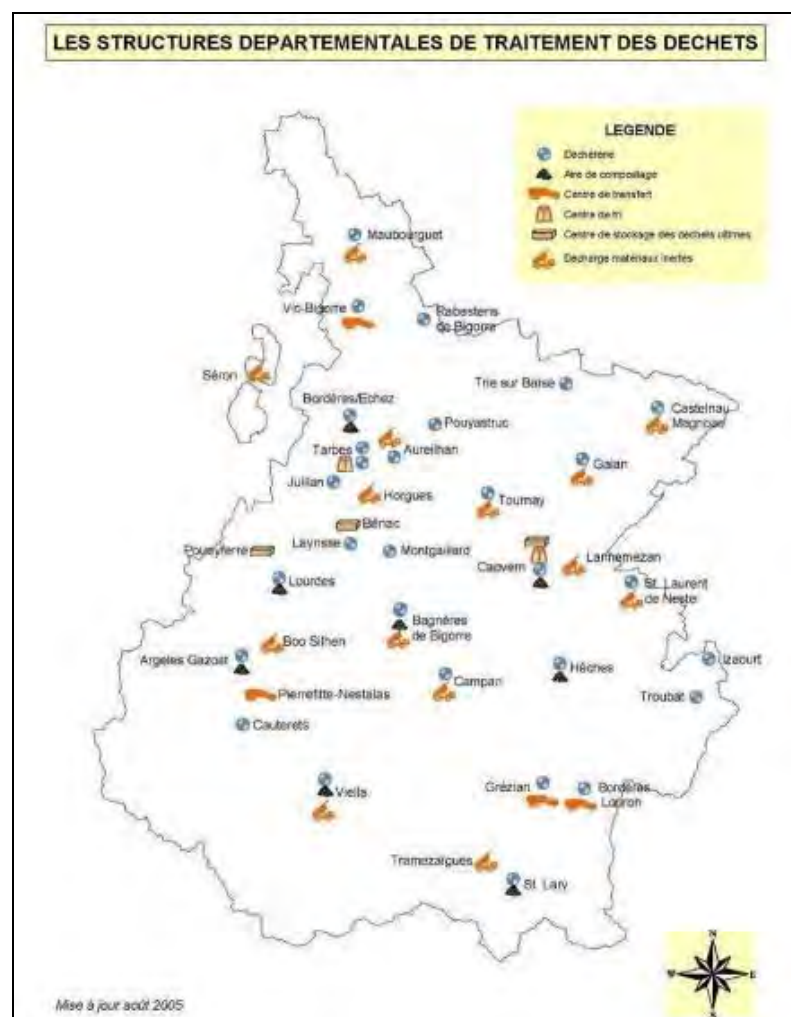 LES STRUCTURES DEPARTEMENTALES DE TRAITEMENT DES DECHETS
LEGENDE
Déchèterie
Aire de compostage
Centre de transfert
Centre de tri
Centre de stockage des déchets ultimes
Décharge matériaux inertes
Maubourguet
Vic-Bigorre
Rabastens
de Bigorre
Séron
Trie sur Baïse
Bordères/Echez
Castelnau
Magnoac
Pouyastruc
Tarbes
Aureilhan
Galan
Juillan
Horgues
Tournay
Bénac
Poueyferre
Layrisse
Montgaillard
Lannemezan
Caovern
Lourdes
St. Laurent
de Neste
Bagnères
de Bigorre
Boo Silhen
Argeles Gazost
Hèches
Izaourt
Campan
Pierrefitte-Nestalas
Troubat
Cauterets
Viella
Grézian
Bordères
Louron
Tramezaïgues
St. Lary
N
W
E
S
Mise à jour août 2005